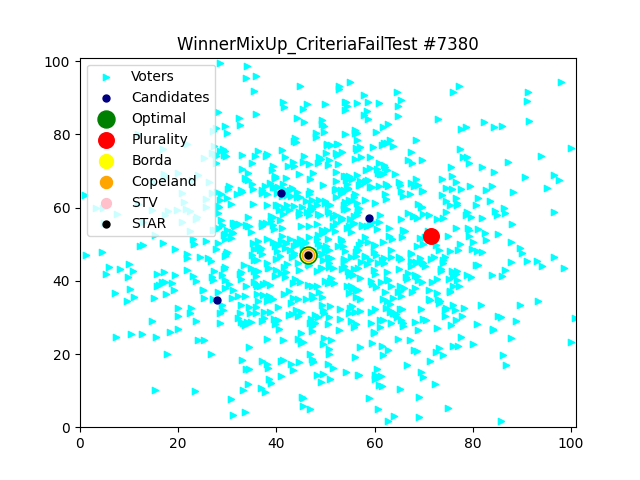 WinnerMixUp_CriteriaFailTest #7380
100
80
60
40
20
0
Voters
Candidates
Optimal
Plurality
Borda
Copeland
STV
STAR
0 20 40 60 80 100